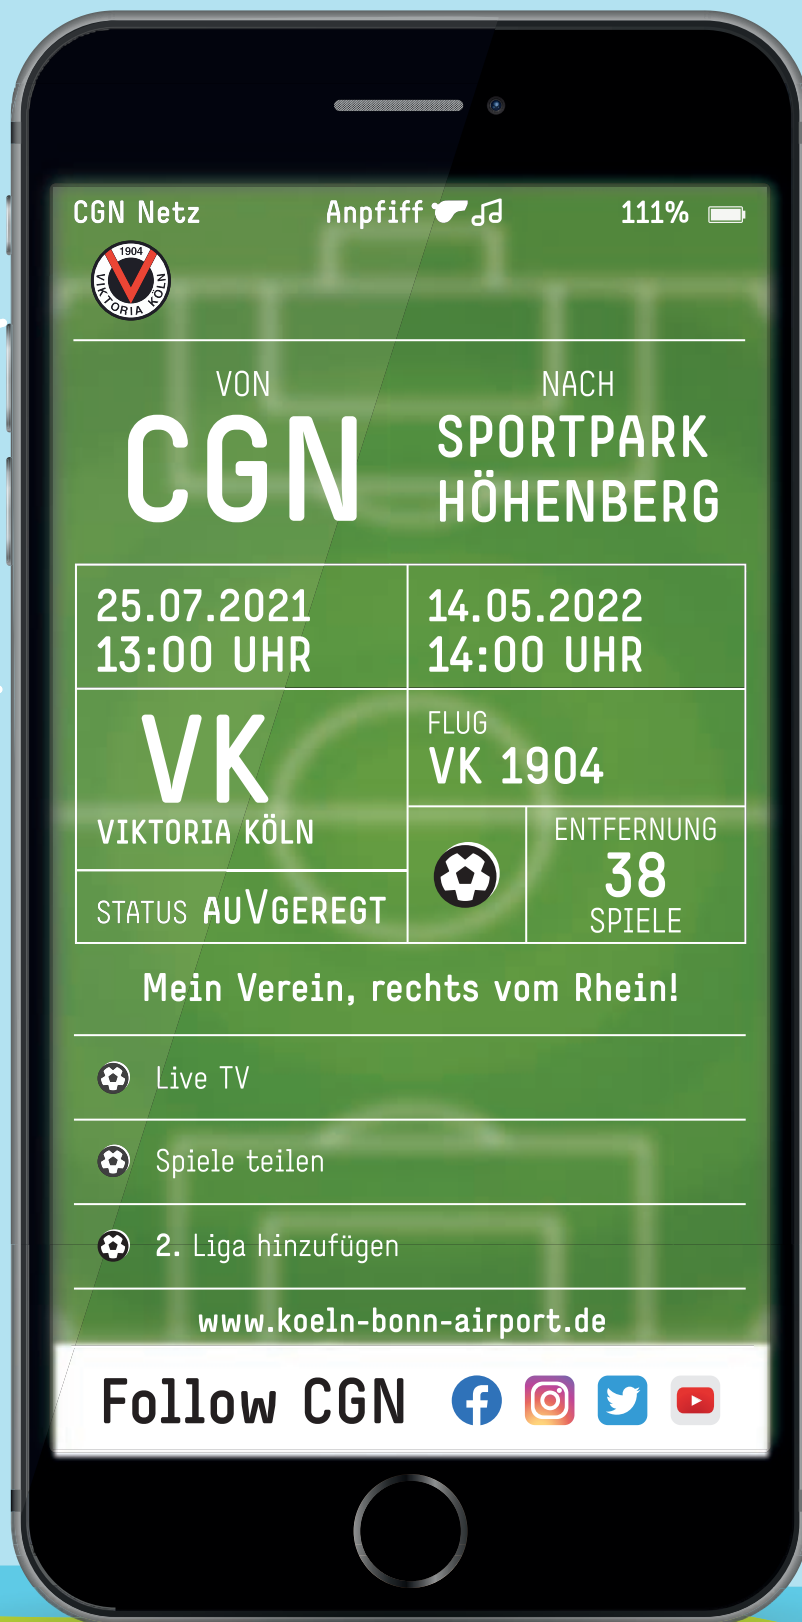 CGN Netz
Anpfiff
111%
1904
VIKTORIA KÖLN
VON
CGN
NACH
SPORTPARK
HÖHENBERG
25.07.2021
13:00 UHR
14.05.2022
14:00 UHR
VK
VIKTORIA KÖLN
FLUG
VK 1904
STATUS AUVGEREGT
ENTFERNUNG
38
SPIELE
Mein Verein, rechts vom Rhein!
Live TV
Spiele teilen
2. Liga hinzufügen
www.koeln-bonn-airport.de
Follow CGN